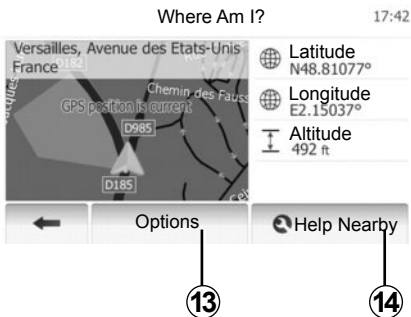 Where Am I?
17:42
Versailles, Avenue des Etats-Unis
France
D182
Chemin des Fauss
GPS position is current
D985
D185
Latitude
N48.81077°
Longitude
E2.15037°
Altitude
492 ft
Options
Help Nearby
13
14